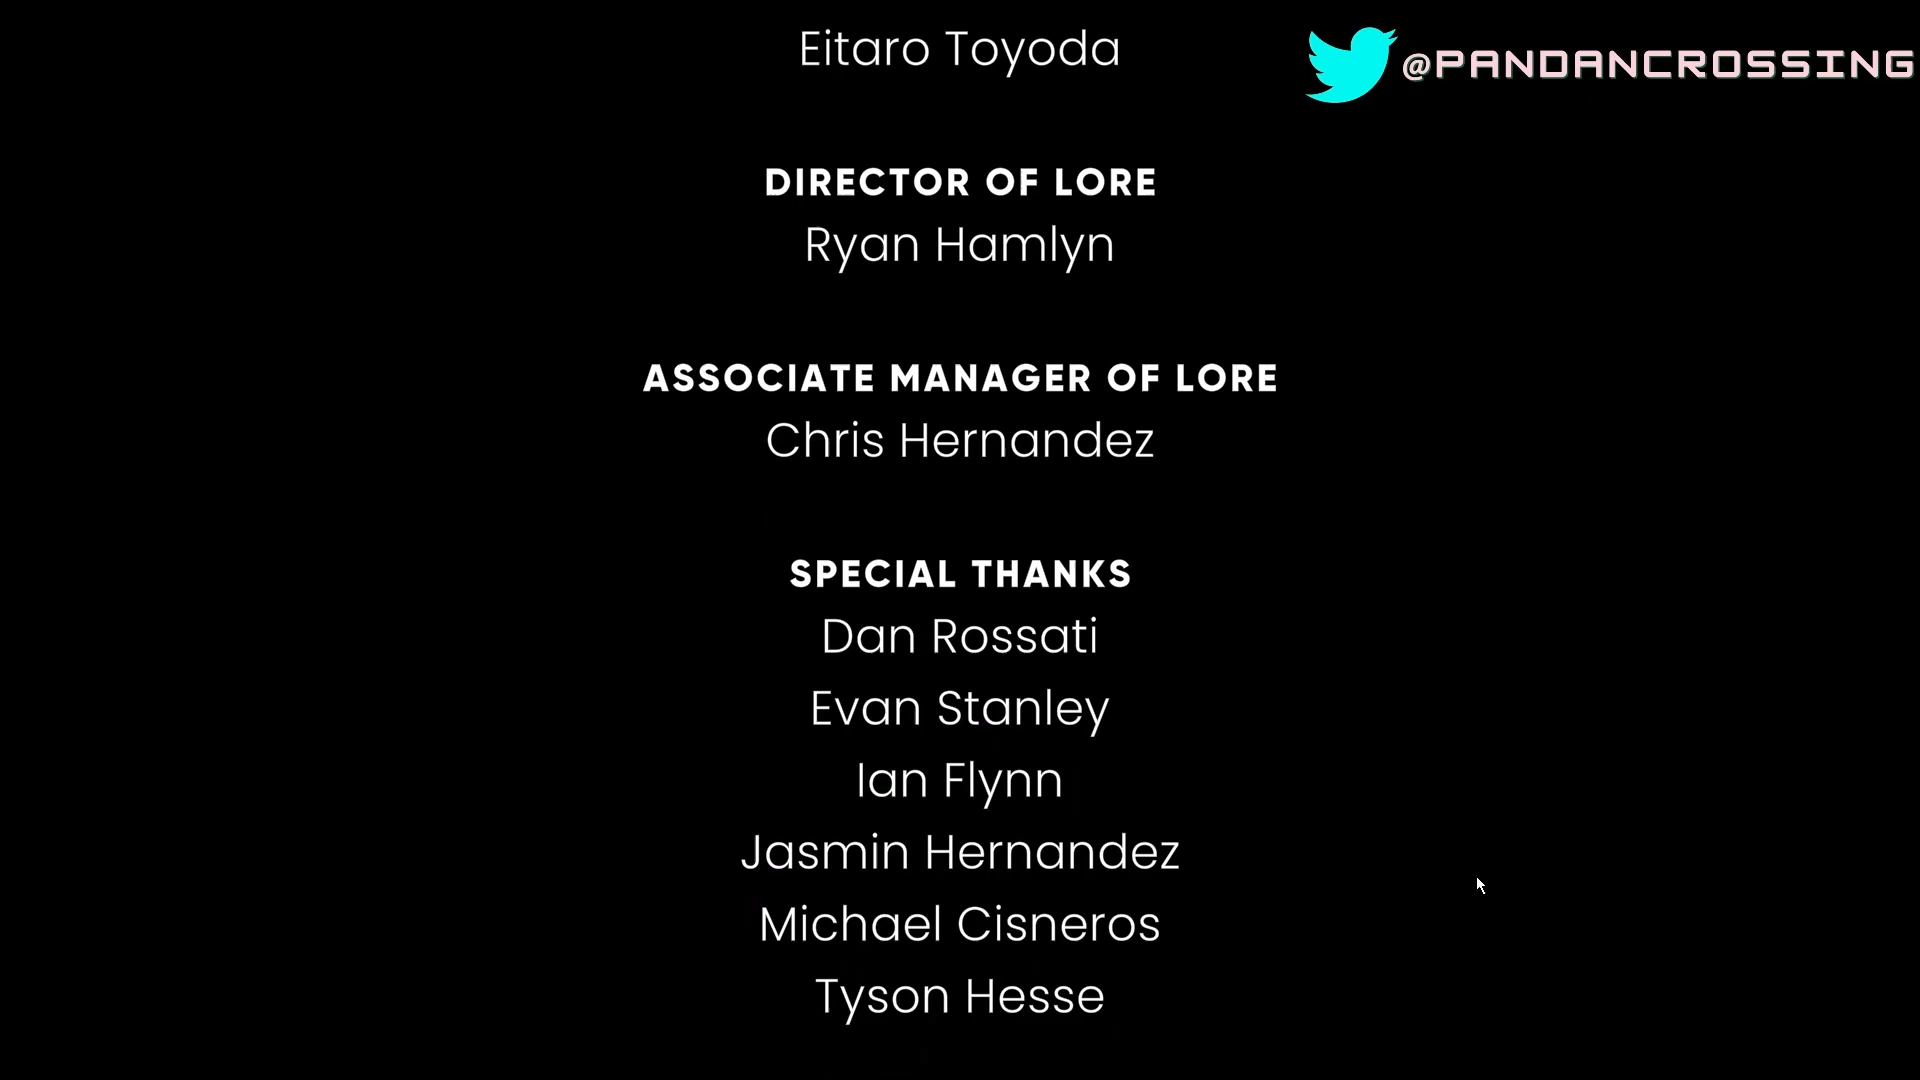 Eitaro Toyoda
@PANDANCROSSING
DIRECTOR OF LORE
Ryan Hamlyn
ASSOCIATE MANAGER OF LORE
Chris Hernandez
SPECIAL THANKS
Dan Rossati
Evan Stanley
Ian Flynn
Jasmin Hernandez
Michael Cisneros
Tyson Hesse